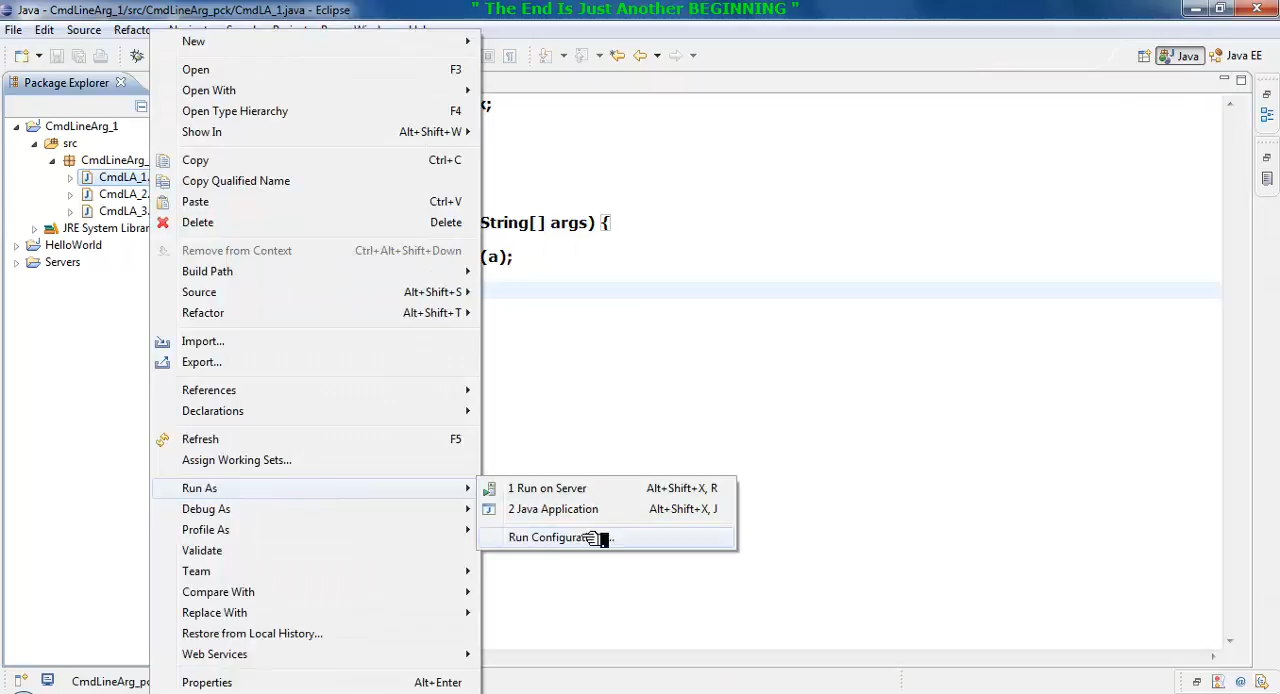 Java - CmdLineArg_1/src/CmdLineArg_pck/CmdLA_1.java - Eclipse
" The End Is Just Another BEGINNING "
File Edit Source Refacto
Java Java EE
Package Explorer
CmdLineArg_1
src
CmdLineArg_
CmdLA_1.
CmdLA_2.
CmdLA_3.
JRE System Librar
HelloWorld
Servers
New
Open F3
Open With
Open Type Hierarchy F4
Show In Alt+Shift+W
Copy Ctrl+C
Copy Qualified Name
Paste Ctrl+V
Delete Delete
Remove from Context Ctrl+Alt+Shift+Down
Build Path
Source Alt+Shift+S
Refactor Alt+Shift+T
Import...
Export...
References
Declarations
Refresh F5
Assign Working Sets...
Run As
Debug As
Profile As
Validate
Team
Compare With
Replace With
Restore from Local History...
Web Services
Properties Alt+Enter
k;
String[] args) {
(a);
1 Run on Server Alt+Shift+X, R
2 Java Application Alt+Shift+X, J
Run Configurat...
CmdLineArg_pc